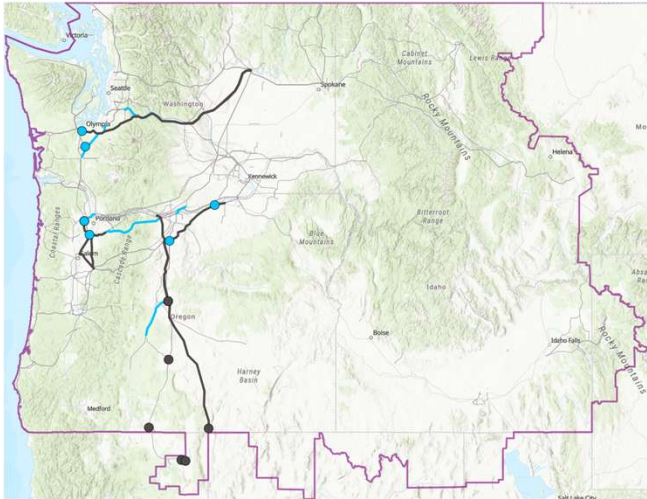 Victoria
Seattle
Washington
Cabinet
Mountains
Lewis Range
Spokane
Olympia
Rocky Mountains
Helena
Kennewick
Portland
Coastal Ranges
Cascade Range
Salem
Blue
Mountains
Bitterroot
Range
Idaho
Oregon
Boise
Idaho Falls
Rocky Mountains
Harney
Basin
Medford
Salt Lake City